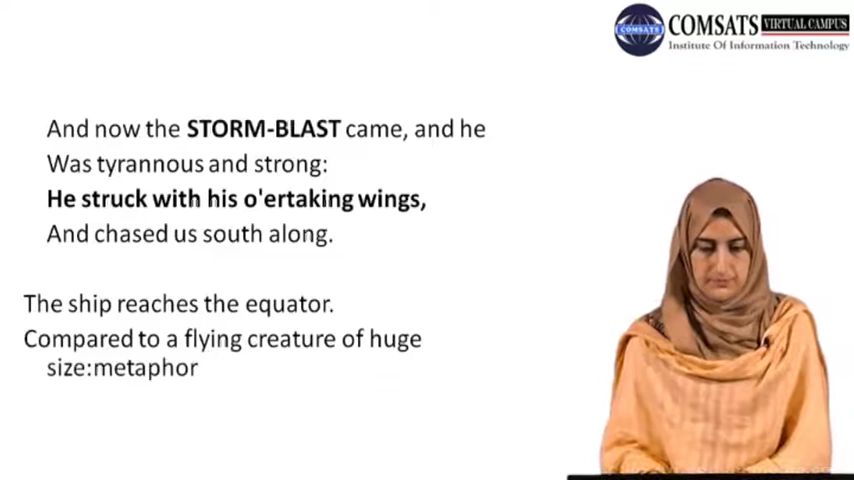 COMSATS
COMSATS VIRTUAL CAMPUS
Institute Of Information Technology
And now the STORM-BLAST came, and he
Was tyrannous and strong:
He struck with his o'ertaking wings,
And chased us south along.
The ship reaches the equator.
Compared to a flying creature of huge
size:metaphor